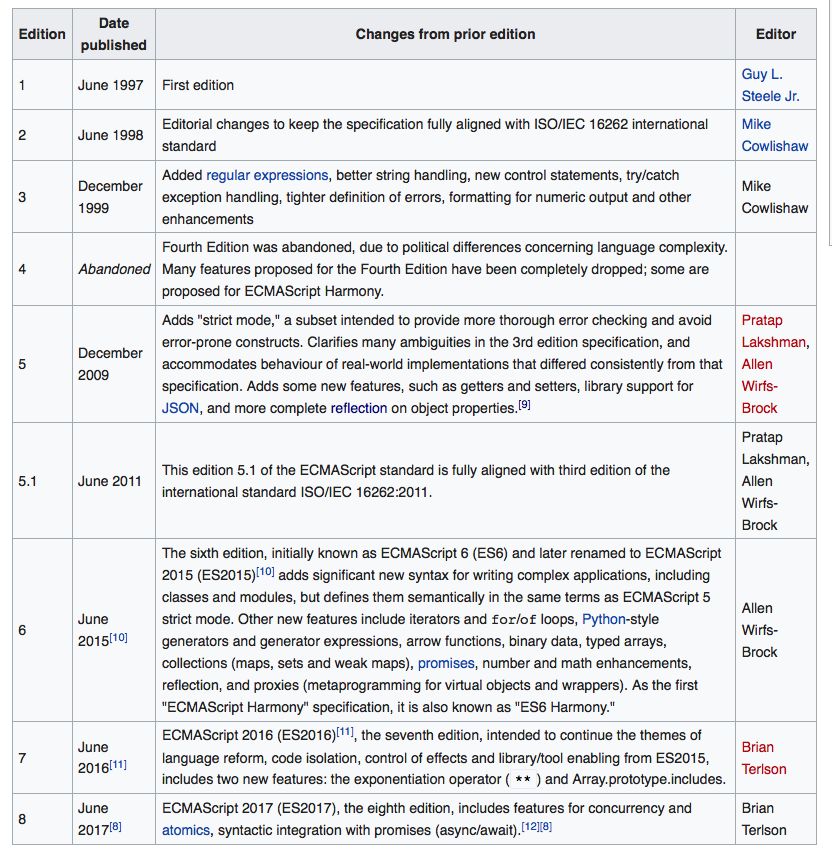 Edition
Date
published
Changes from prior edition
Editor
1
June 1997
First edition
Guy L.
Steele Jr.
2
June 1998
Editorial changes to keep the specification fully aligned with ISO/IEC 16262 international
standard
Mike
Cowlishaw
3
December
1999
Added regular expressions, better string handling, new control statements, try/catch
exception handling, tighter definition of errors, formatting for numeric output and other
enhancements
Mike
Cowlishaw
4
Abandoned
Fourth Edition was abandoned, due to political differences concerning language complexity.
Many features proposed for the Fourth Edition have been completely dropped; some are
proposed for ECMAScript Harmony.
5
December
2009
Adds "strict mode," a subset intended to provide more thorough error checking and avoid
error-prone constructs. Clarifies many ambiguities in the 3rd edition specification, and
accommodates behaviour of real-world implementations that differed consistently from that
specification. Adds some new features, such as getters and setters, library support for
JSON, and more complete reflection on object properties.[9]
Pratap
Lakshman,
Allen
Wirfs-
Brock
5.1
June 2011
This edition 5.1 of the ECMAScript standard is fully aligned with third edition of the
international standard ISO/IEC 16262:2011.
Pratap
Lakshman,
Allen
Wirfs-
Brock
6
June
2015[10]
The sixth edition, initially known as ECMAScript 6 (ES6) and later renamed to ECMAScript
2015 (ES2015)[10] adds significant new syntax for writing complex applications, including
classes and modules, but defines them semantically in the same terms as ECMAScript 5
strict mode. Other new features include iterators and for/of loops, Python-style
generators and generator expressions, arrow functions, binary data, typed arrays,
collections (maps, sets and weak maps), promises, number and math enhancements,
reflection, and proxies (metaprogramming for virtual objects and wrappers). As the first
"ECMAScript Harmony" specification, it is also known as "ES6 Harmony."
Allen
Wirfs-
Brock
7
June
2016[11]
ECMAScript 2016 (ES2016)[11], the seventh edition, intended to continue the themes of
language reform, code isolation, control of effects and library/tool enabling from ES2015,
includes two new features: the exponentiation operator ( ** ) and Array.prototype.includes.
Brian
Terlson
8
June
2017[8]
ECMAScript 2017 (ES2017), the eighth edition, includes features for concurrency and
atomics, syntactic integration with promises (async/await).[12][8]
Brian
Terlson